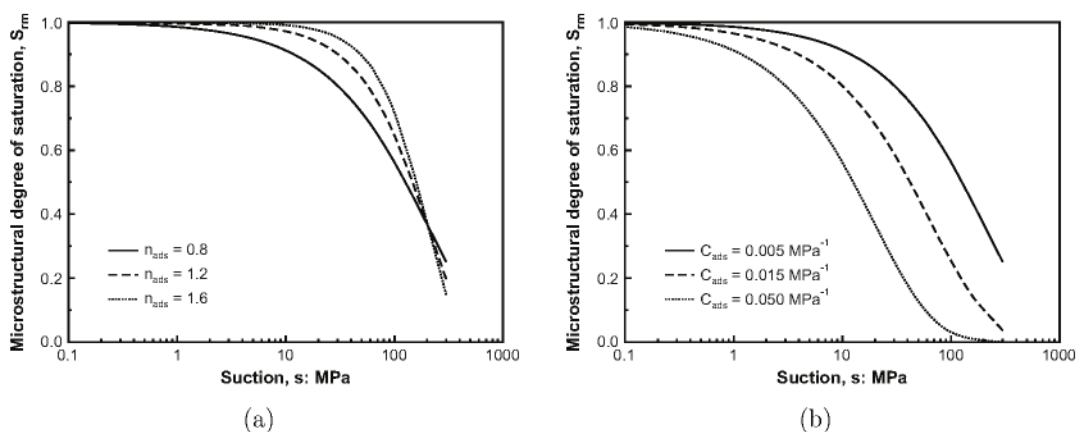 Microstructural degree of saturation, Srm
1.0
0.8
0.6
0.4
0.2
0.0
nads = 0.8
nads = 1.2
nads = 1.6
0.1 1 10 100 1000
Suction, s: MPa
(a)
Microstructural degree of saturation, Srm
1.0
0.8
0.6
0.4
0.2
0.0
Cads = 0.005 MPa-1
Cads = 0.015 MPa-1
Cads = 0.050 MPa-1
0.1 1 10 100 1000
Suction, s: MPa
(b)